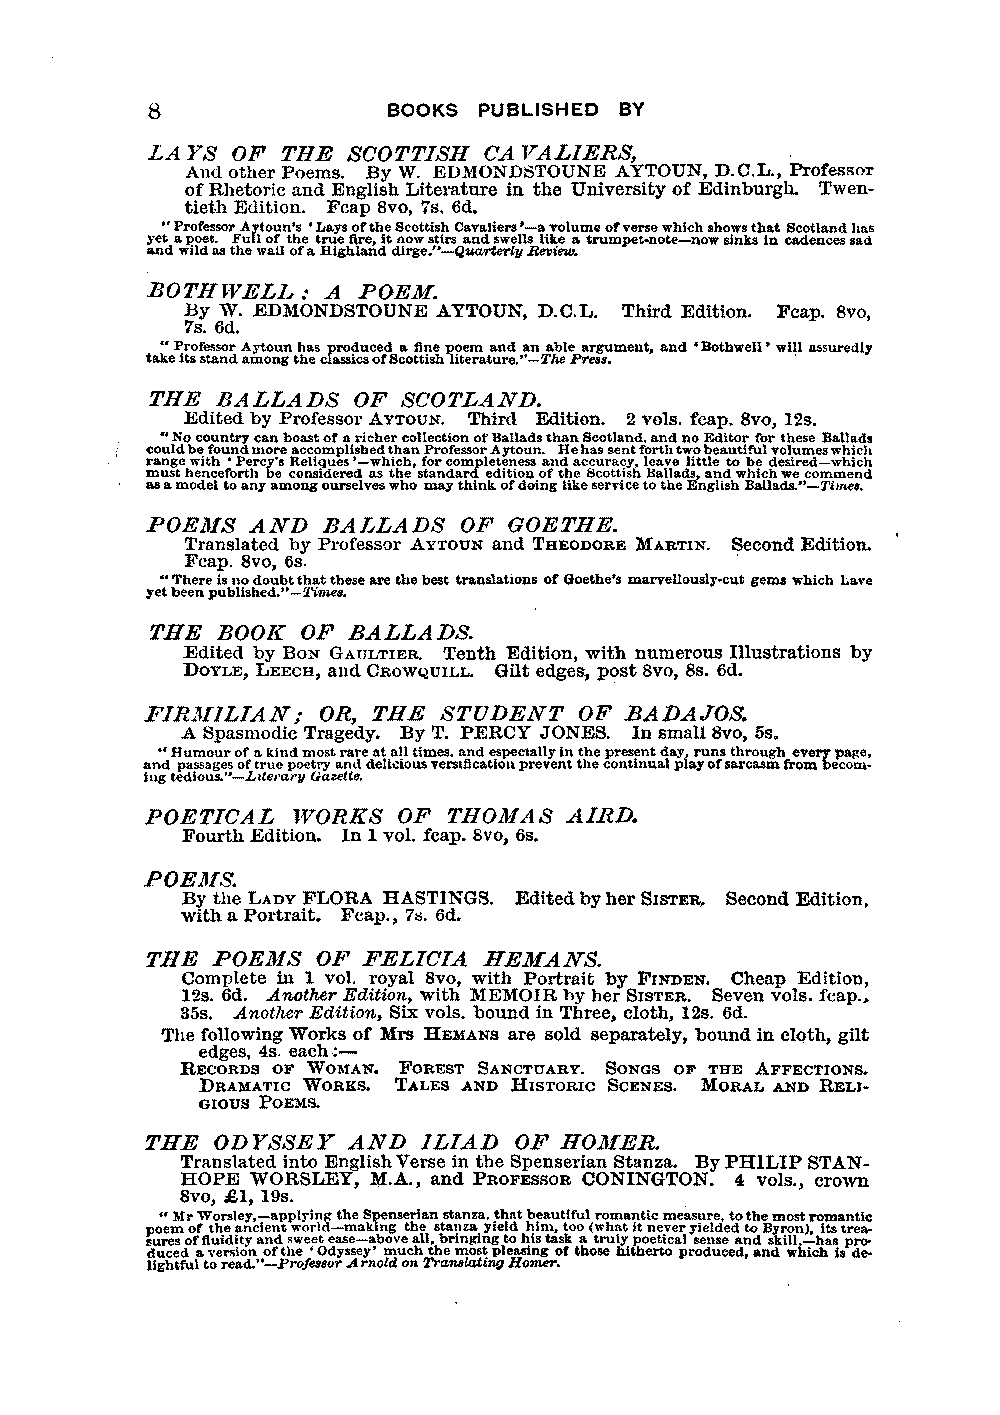 8 BOOKS PUBLISHED BY
LAYS OF THE SCOTTISH CAVALIERS,
And other Poems. By W. EDMONDSTOUNE AYTOUN, D.C.L., Professor
of Rhetoric and English Literature in the University of Edinburgh. Twen-
tieth Edition. Fcap 8vo, 7s. 6d.
"Professor Aytoun's 'Lays of the Scottish Cavaliers'—a volume of verse which shows that Scotland has
yet a poet. Full of the true fire, it now stirs and swells like a trumpet-note—now sinks in cadences sad
and wild as the wail of a Highland dirge."—Quarterly Review.
BOTHWELL: A POEM.
By W. EDMONDSTOUNE AYTOUN, D.C.L. Third Edition. Fcap. 8vo,
7s. 6d.
"Professor Aytoun has produced a fine poem and an able argument, and 'Bothwell' will assuredly
take its stand among the classics of Scottish literature."—The Press.
THE BALLADS OF SCOTLAND.
Edited by Professor AYTOUN. Third Edition. 2 vols. fcap. 8vo, 12s.
"No country can boast of a richer collection of Ballads than Scotland, and no Editor for these Ballads
could be found more accomplished than Professor Aytoun. He has sent forth two beautiful volumes which
range with 'Percy's Reliques'—which, for completeness and accuracy, leave little to be desired—which
must henceforth be considered as the standard edition of the Scottish Ballads, and which we commend
as a model to any among ourselves who may think of doing like service to the English Ballads."—Times.
POEMS AND BALLADS OF GOETHE.
Translated by Professor AYTOUN and THEODORE MARTIN. Second Edition.
Fcap. 8vo, 6s.
"There is no doubt that these are the best translations of Goethe's marvellously-cut gems which have
yet been published."—Times.
THE BOOK OF BALLADS.
Edited by BON GAULTIER. Tenth Edition, with numerous Illustrations by
DOYLE, LEECH, and CROWQUILL. Gilt edges, post 8vo, 8s. 6d.
FIRMILIAN; OR, THE STUDENT OF BADAJOS.
A Spasmodic Tragedy. By T. PERCY JONES. In small 8vo, 5s.
"Humour of a kind most rare at all times, and especially in the present day, runs through every page,
and passages of true poetry and delicious versification prevent the continual play of sarcasm from becom-
ing tedious."—Literary Gazette.
POETICAL WORKS OF THOMAS AIRD.
Fourth Edition. In 1 vol. fcap. 8vo, 6s.
POEMS.
By the LADY FLORA HASTINGS. Edited by her SISTER. Second Edition,
with a Portrait. Fcap., 7s. 6d.
THE POEMS OF FELICIA HEMANS.
Complete in 1 vol. royal 8vo, with Portrait by FINDEN. Cheap Edition,
12s. 6d. Another Edition, with MEMOIR by her SISTER. Seven vols. fcap.,
35s. Another Edition, Six vols. bound in Three, cloth, 12s. 6d.
The following Works of Mrs HEMANS are sold separately, bound in cloth, gilt
edges, 4s. each:—
RECORDS OF WOMAN. FOREST SANCTUARY. SONGS OF THE AFFECTIONS.
DRAMATIC WORKS. TALES AND HISTORIC SCENES. MORAL AND RELI-
GIOUS POEMS.
THE ODYSSEY AND ILIAD OF HOMER.
Translated into English Verse in the Spenserian Stanza. By PHILIP STAN-
HOPE WORSLEY, M.A., and PROFESSOR CONINGTON. 4 vols., crown
8vo, £1, 19s.
"Mr Worsley,—applying the Spenserian stanza, that beautiful romantic measure, to the most romantic
poem of the ancient world—making the stanza yield him, too (what it never yielded to Byron), its trea-
sures of fluidity and sweet ease—above all, bringing to his task a truly poetical sense and skill,—has pro-
duced a version of the 'Odyssey' much the most pleasing of those hitherto produced, and which is de-
lightful to read."—Professor Arnold on Translating Homer.